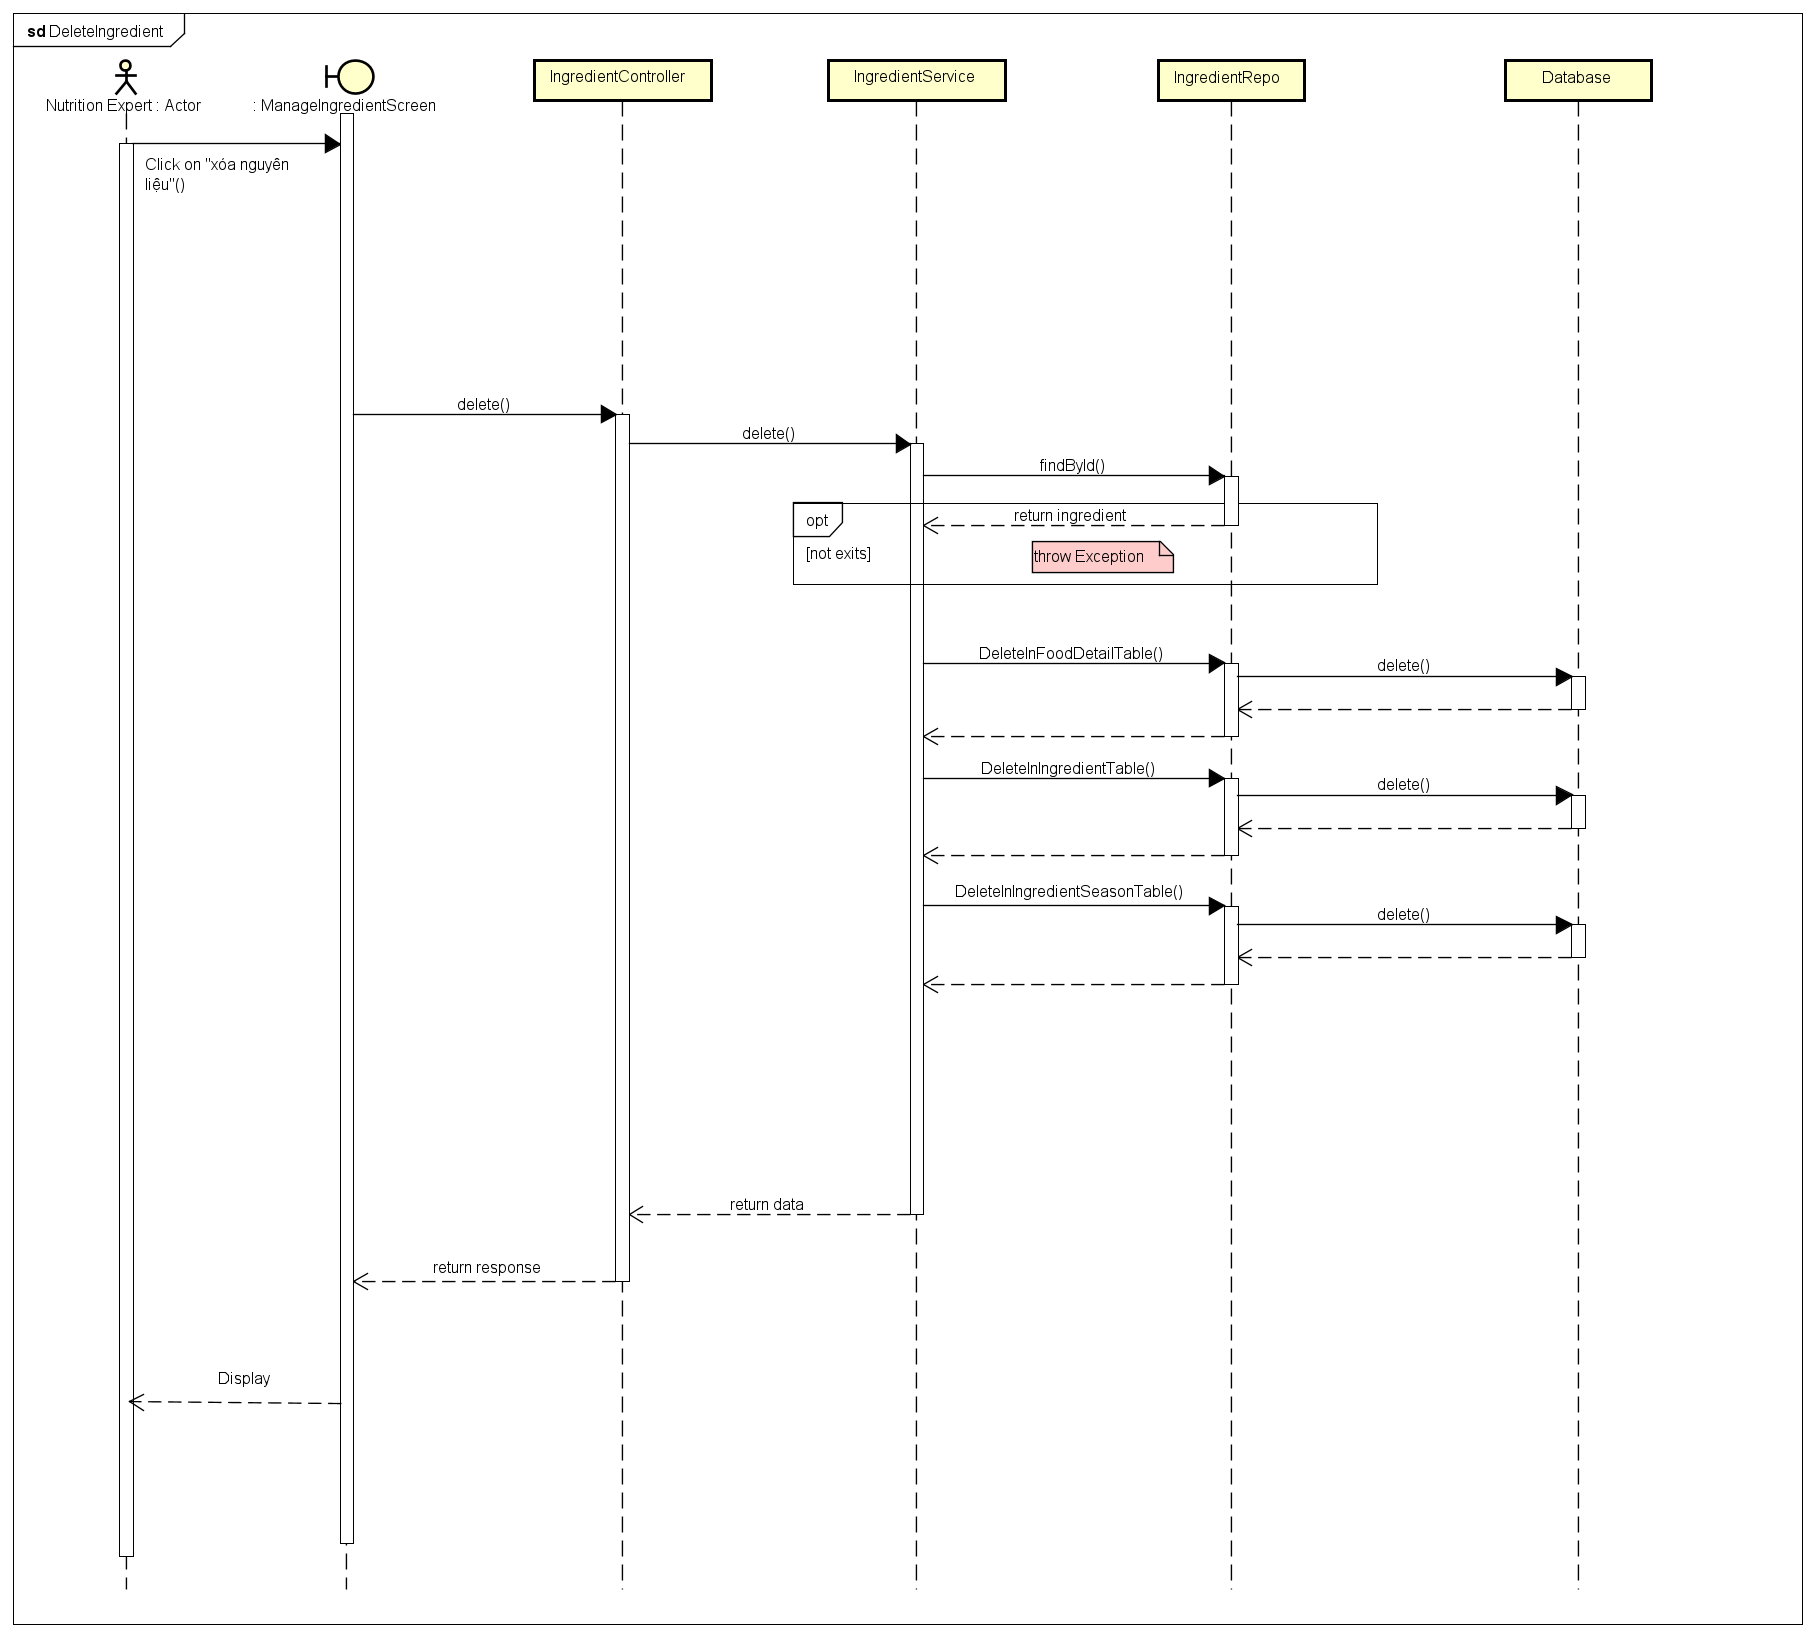 sd DeleteIngredient
Nutrition Expert : Actor
: ManageIngredientScreen
IngredientController
IngredientService
IngredientRepo
Database
Click on "xóa nguyên
liệu"()
delete()
delete()
findById()
opt
return ingredient
[not exits]
throw Exception
DeleteInFoodDetailTable()
delete()
DeleteInIngredientTable()
delete()
DeleteInIngredientSeasonTable()
delete()
return data
return response
Display